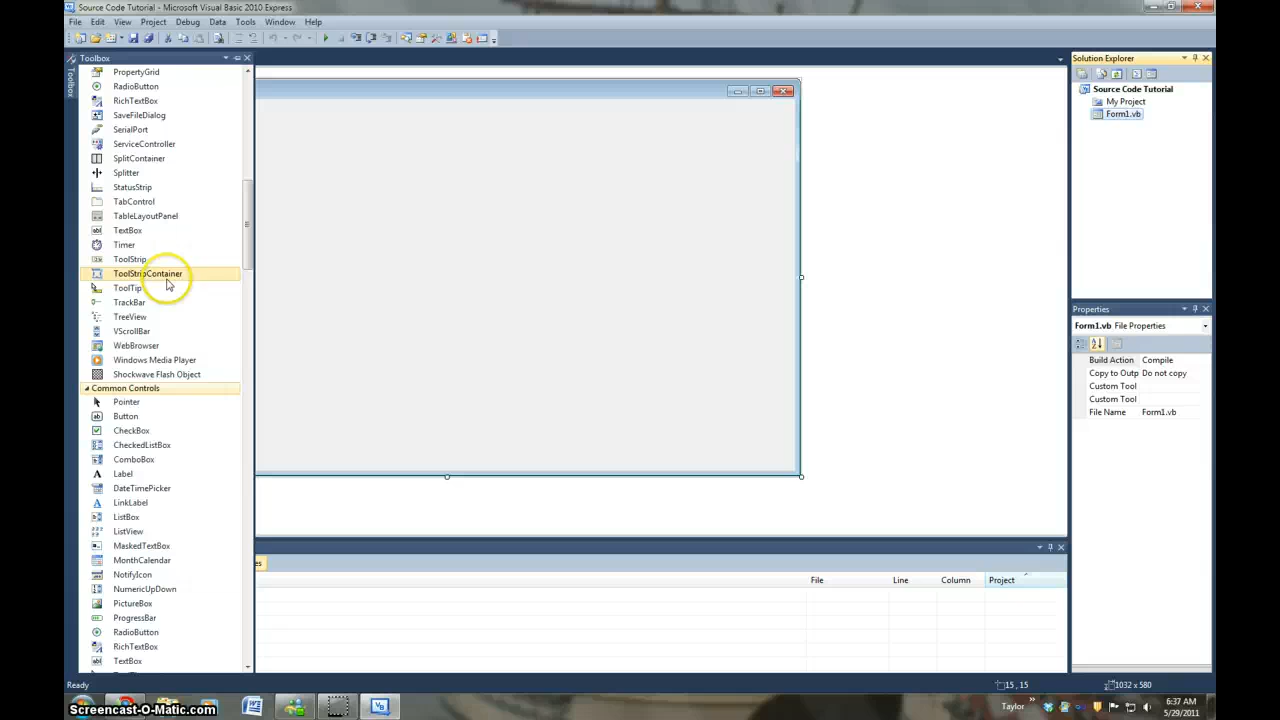 Source Code Tutorial - Microsoft Visual Basic 2010 Express
File Edit View Project Debug Data Tools Window Help
Toolbox
Toolbox
PropertyGrid
RadioButton
RichTextBox
SaveFileDialog
SerialPort
ServiceController
SplitContainer
Splitter
StatusStrip
TabControl
TableLayoutPanel
TextBox
Timer
ToolStrip
ToolStripContainer
ToolTip
TrackBar
TreeView
VScrollBar
WebBrowser
Windows Media Player
Shockwave Flash Object
Common Controls
Pointer
Button
CheckBox
CheckedListBox
ComboBox
Label
DateTimePicker
LinkLabel
ListBox
ListView
MaskedTextBox
MonthCalendar
NotifyIcon
NumericUpDown
PictureBox
ProgressBar
RadioButton
RichTextBox
TextBox
File Line Column Project
Solution Explorer
Source Code Tutorial
My Project
Form1.vb
Properties
Form1.vb File Properties
Build Action Compile
Copy to Outp Do not copy
Custom Tool
Custom Tool
File Name Form1.vb
Ready 15 , 15 1032 x 580
Taylor
6:37 AM
5/29/2011
Screencast-O-Matic.com